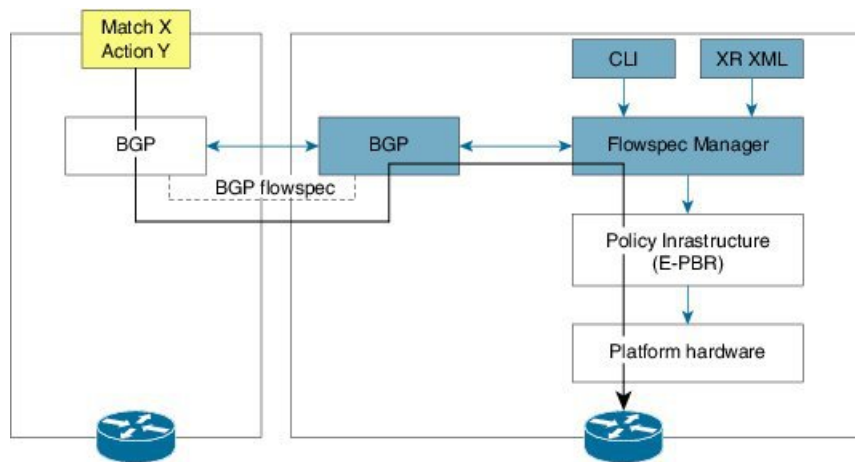 Match X
Action Y
CLI
XR XML
BGP
BGP
Flowspec Manager
BGP flowspec
Policy Inrastructure
(E-PBR)
Platform hardware